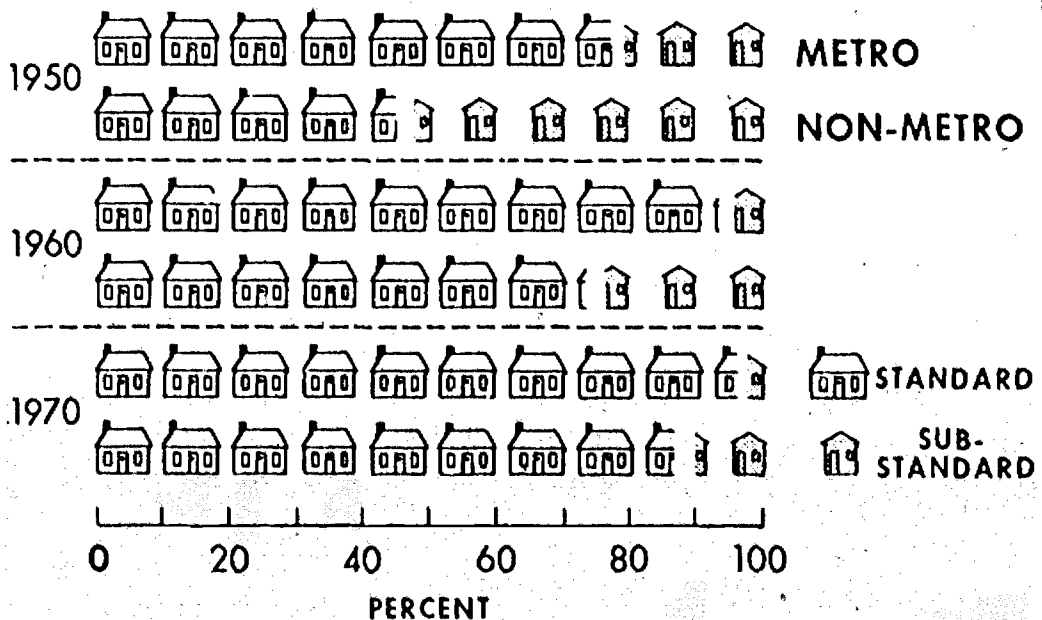 1950
METRO
NON-METRO
1960
1970
STANDARD
SUB-
STANDARD
0 20 40 60 80 100
PERCENT